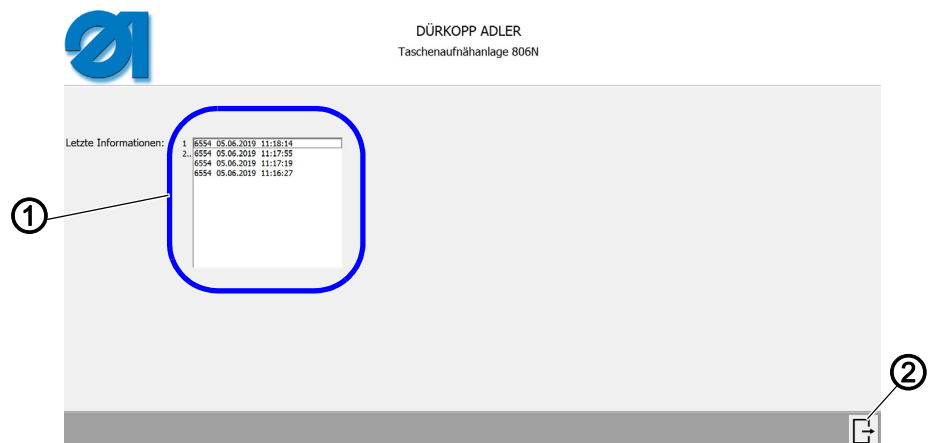 DÜRKOPP ADLER
Taschenaufnähanlage 806N
Letzte Informationen:
1 6554 05.06.2019 11:18:14
2.. 6554 05.06.2019 11:17:55
6554 05.06.2019 11:17:19
6554 05.06.2019 11:16:27
1
2